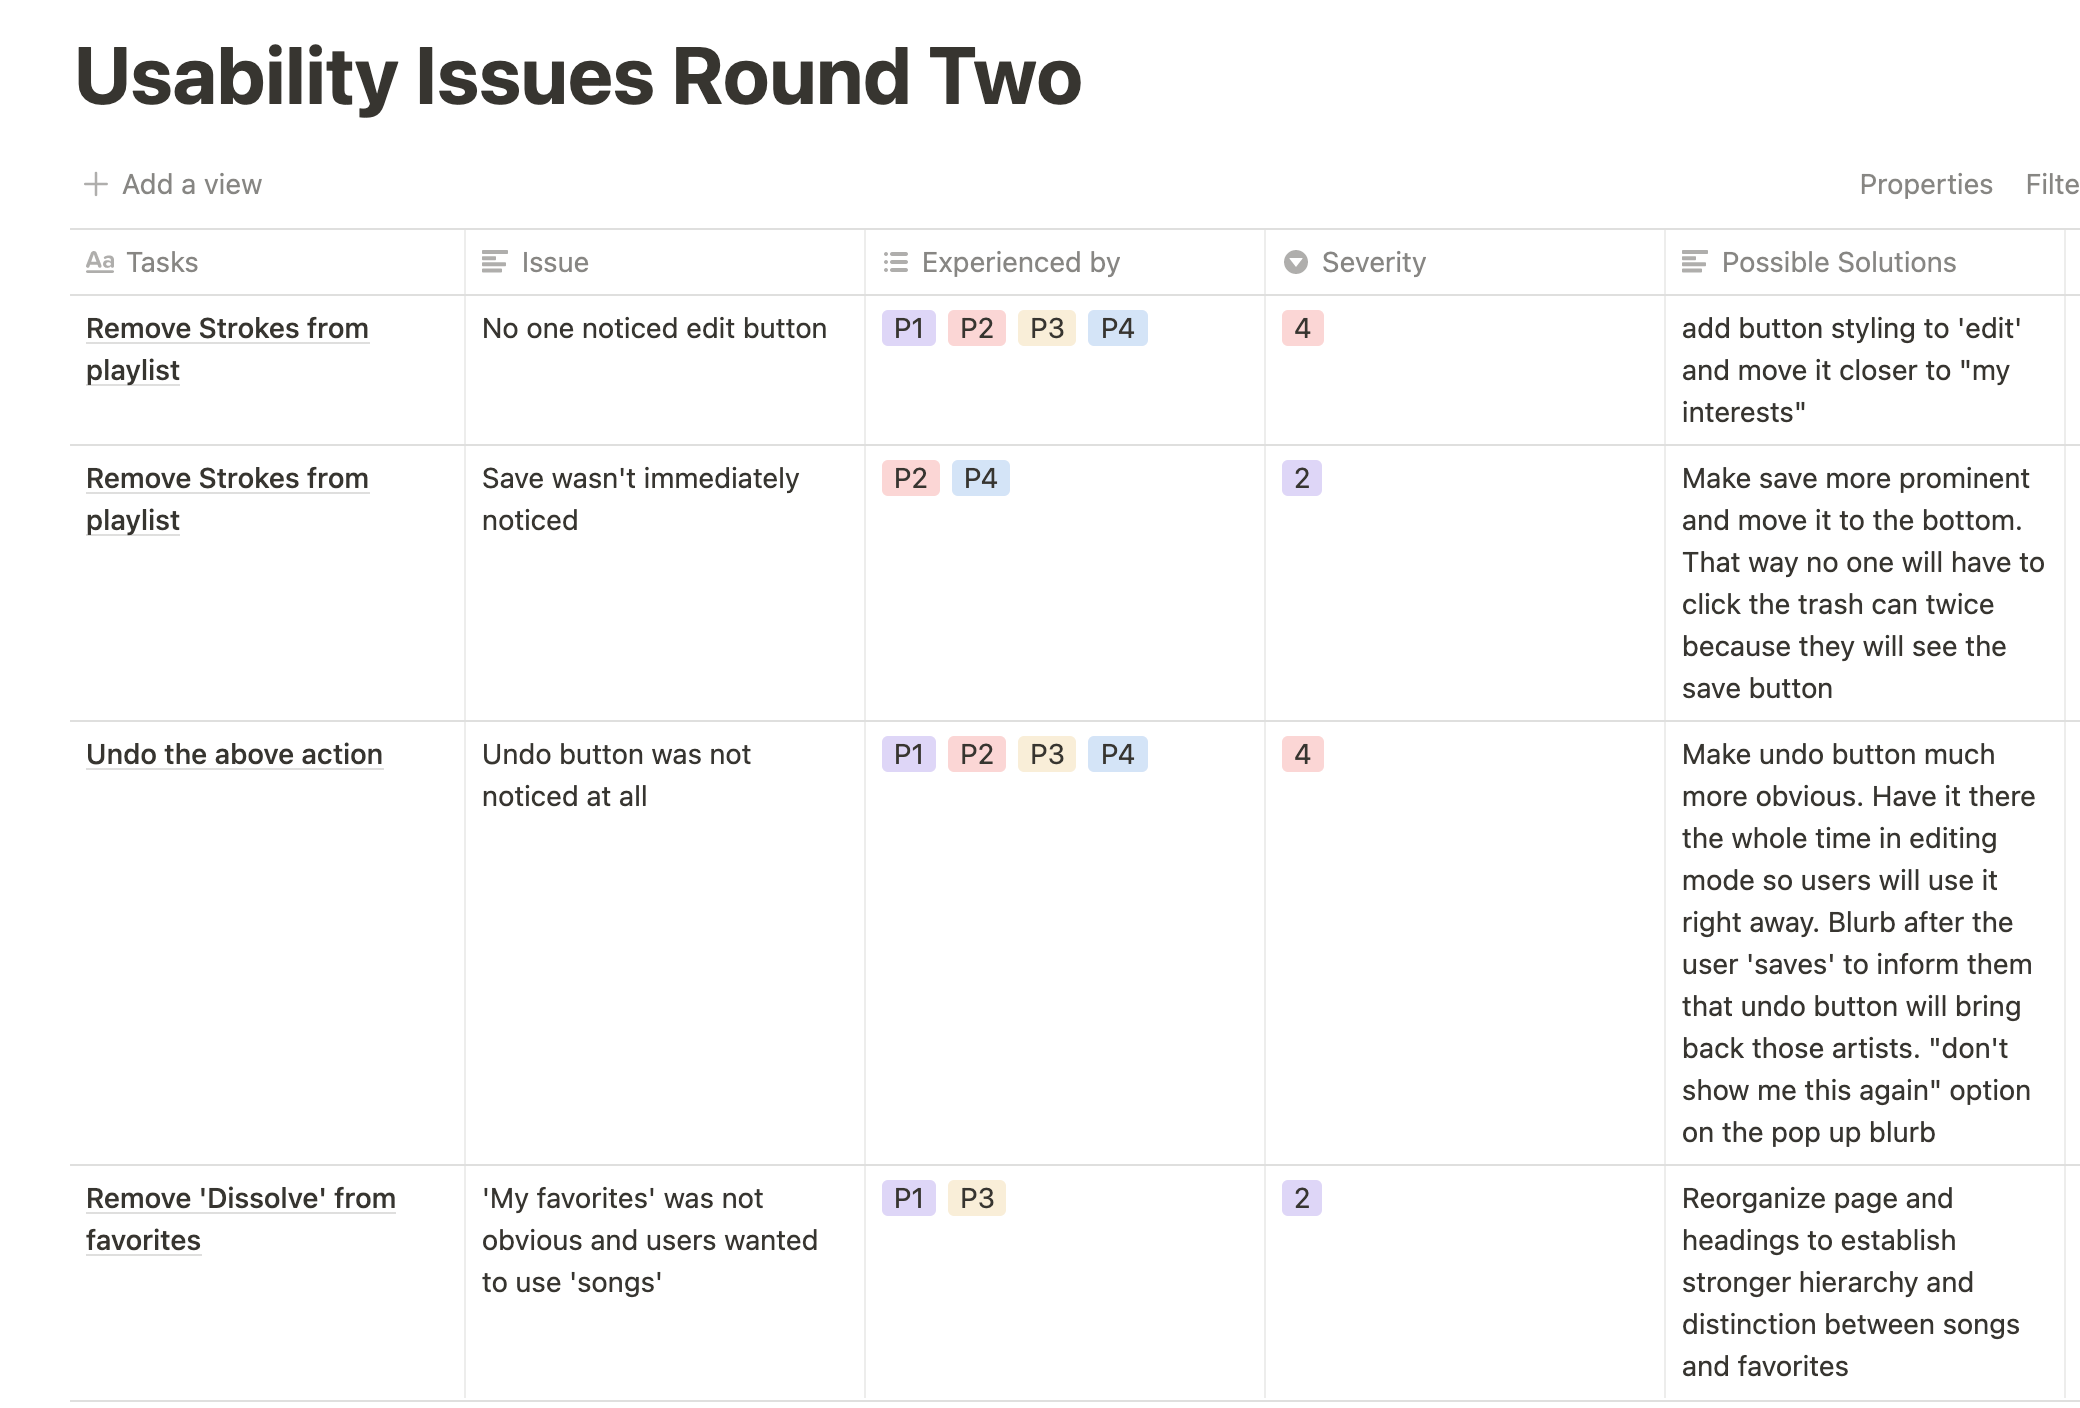 Usability Issues Round Two
Add a view
Properties Filte
Aa Tasks
Issue
Experienced by
Severity
Possible Solutions
Remove Strokes from
playlist
No one noticed edit button
P1 P2 P3 P4
4
add button styling to 'edit'
and move it closer to "my
interests"
Remove Strokes from
playlist
Save wasn't immediately
noticed
P2 P4
2
Make save more prominent
and move it to the bottom.
That way no one will have to
click the trash can twice
because they will see the
save button
Undo the above action
Undo button was not
noticed at all
P1 P2 P3 P4
4
Make undo button much
more obvious. Have it there
the whole time in editing
mode so users will use it
right away. Blurb after the
user 'saves' to inform them
that undo button will bring
back those artists. "don't
show me this again" option
on the pop up blurb
Remove 'Dissolve' from
favorites
'My favorites' was not
obvious and users wanted
to use 'songs'
P1 P3
2
Reorganize page and
headings to establish
stronger hierarchy and
distinction between songs
and favorites